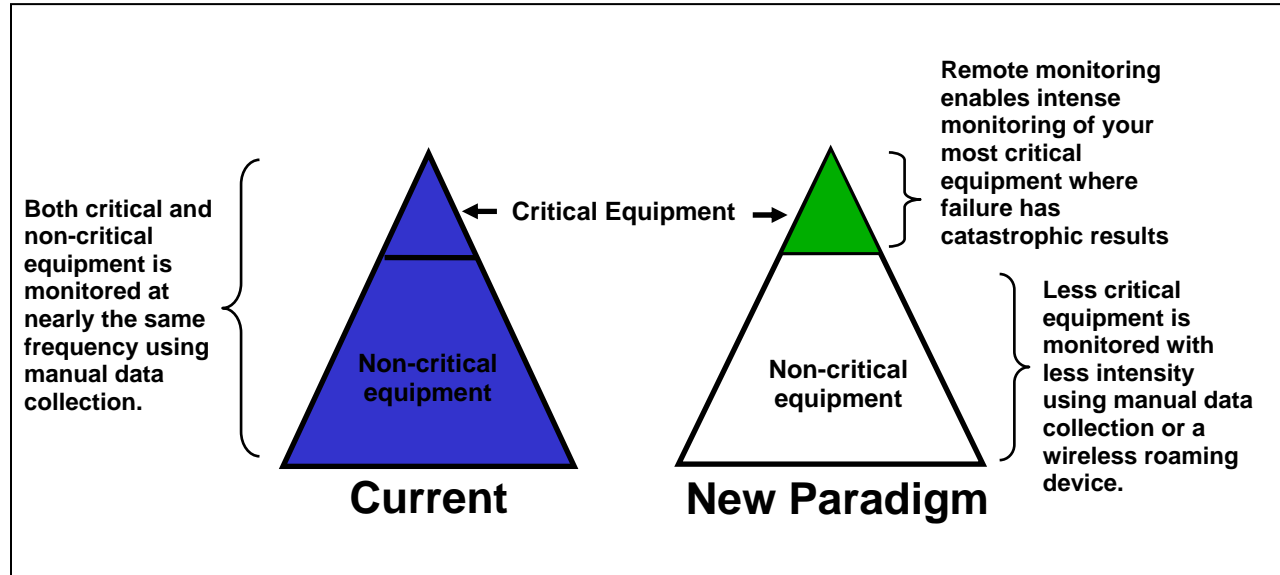 Both critical and
non-critical
equipment is
monitored at
nearly the same
frequency using
manual data
collection.
Non-critical
equipment
Current
Critical Equipment
Remote monitoring
enables intense
monitoring of your
most critical
equipment where
failure has
catastrophic results
Non-critical
equipment
New Paradigm
Less critical
equipment is
monitored with
less intensity
using manual data
collection or a
wireless roaming
device.